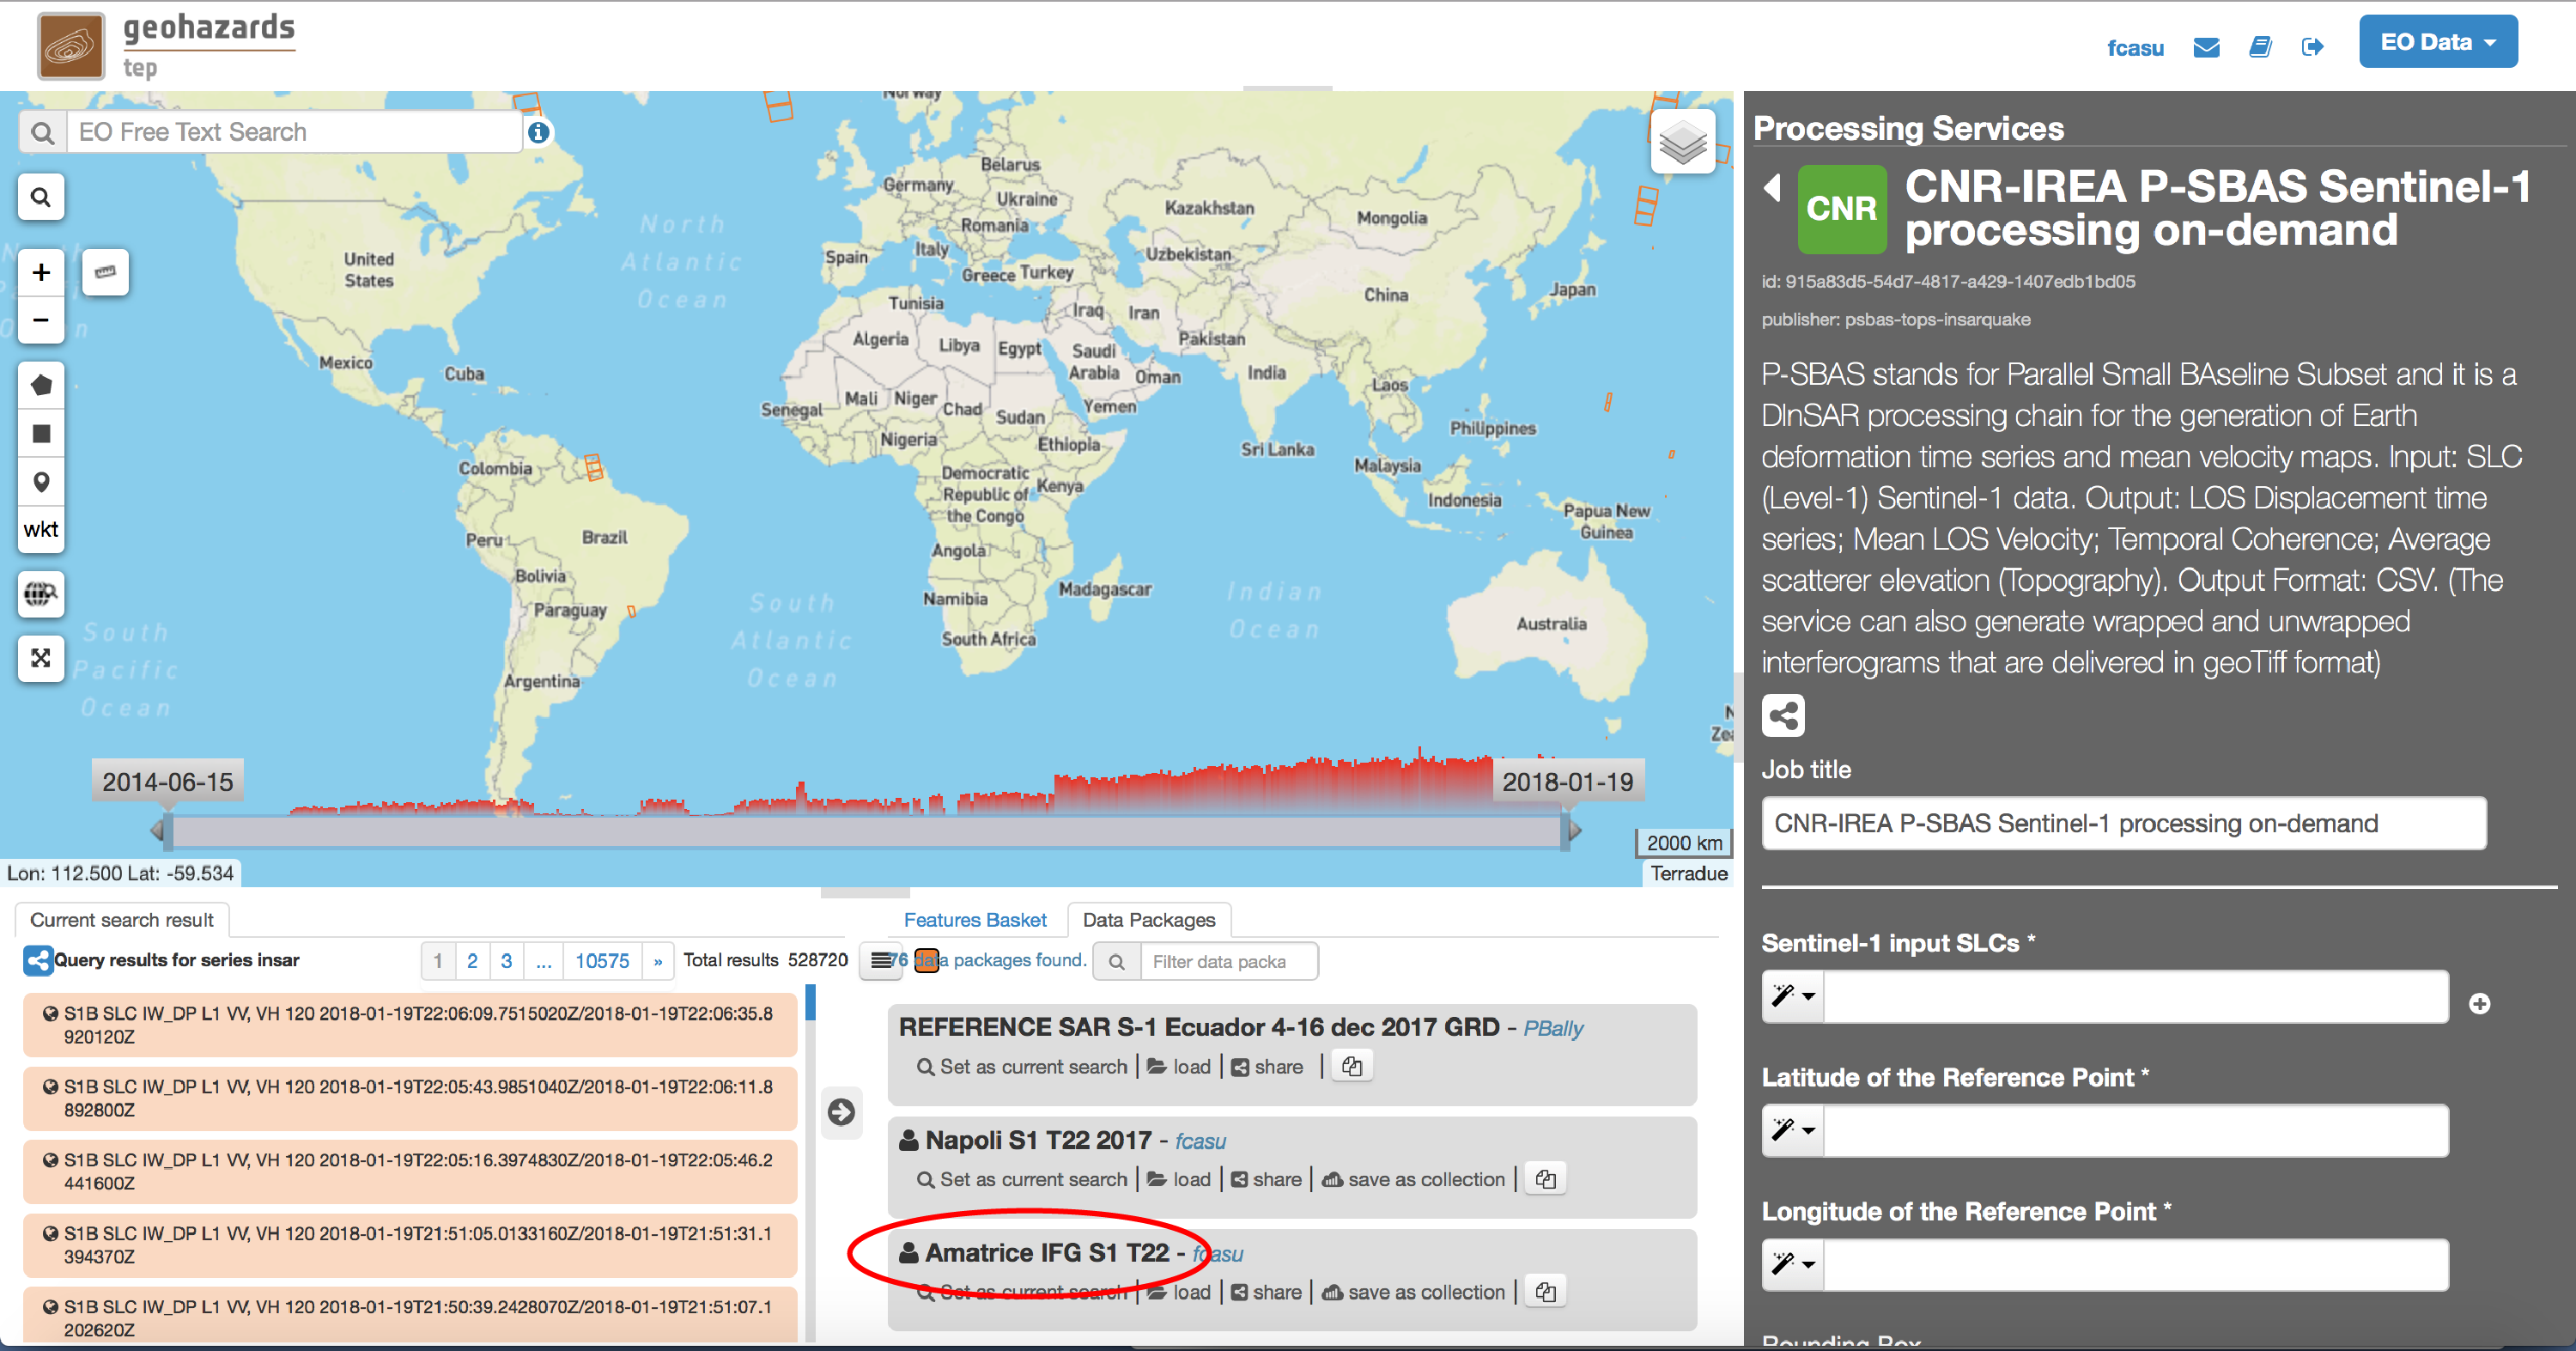 geohazards
tep
fcasu
EO Data
EO Free Text Search
wkt
Norway
Belarus
Germany
Ukraine
Kazakhstan
Mongolia
Romania
Italy
Uzbekistan
Spain
Greece
Turkey
North
Atlantic
Ocean
United
States
Tunisia
China
Japan
Iraq
Iran
Algeria
Libya
Egypt
Pakistan
Saudi
Arabia
Oman
India
Mexico
Cuba
Laos
Mali
Niger
Chad
Yemen
Senegal
Sudan
Philippines
Nigeria
Ethiopia
Sri Lanka
Colombia
Democratic
Republic of
the Congo
Kenya
Malaysia
Indonesia
Papua New
Guinea
Peru
Brazil
Angola
Bolivia
Madagascar
Namibia
Indian
Ocean
Paraguay
South
Atlantic
Ocean
South Africa
Australia
South
Pacific
Ocean
Argentina
2014-06-15
2018-01-19
2000 km
Lon: 112.500 Lat: -59.534
Terradue
Current search result
Query results for series insar
1 2 3 ... 10575 »
Total results 528720
S1B SLC IW_DP L1 VV, VH 120 2018-01-19T22:06:09.7515020Z/2018-01-19T22:06:35.8
920120Z
S1B SLC IW_DP L1 VV, VH 120 2018-01-19T22:05:43.9851040Z/2018-01-19T22:06:11.8
892800Z
S1B SLC IW_DP L1 VV, VH 120 2018-01-19T22:05:16.3974830Z/2018-01-19T22:05:46.2
441600Z
S1B SLC IW_DP L1 VV, VH 120 2018-01-19T21:51:05.0133160Z/2018-01-19T21:51:31.1
394370Z
S1B SLC IW_DP L1 VV, VH 120 2018-01-19T21:50:39.2428070Z/2018-01-19T21:51:07.1
202620Z
Features Basket
Data Packages
76 data packages found.
Filter data packa
REFERENCE SAR S-1 Ecuador 4-16 dec 2017 GRD - PBally
Set as current search | load | share |
Napoli S1 T22 2017 - fcasu
Set as current search | load | share | save as collection |
Amatrice IFG S1 T22 - fcasu
Set as current search | load | share | save as collection |
Processing Services
CNR
CNR-IREA P-SBAS Sentinel-1
processing on-demand
id: 915a83d5-54d7-4817-a429-1407edb1bd05
publisher: psbas-tops-insarquake
P-SBAS stands for Parallel Small BAseline Subset and it is a
DInSAR processing chain for the generation of Earth
deformation time series and mean velocity maps. Input: SLC
(Level-1) Sentinel-1 data. Output: LOS Displacement time
series; Mean LOS Velocity; Temporal Coherence; Average
scatterer elevation (Topography). Output Format: CSV. (The
service can also generate wrapped and unwrapped
interferograms that are delivered in geoTiff format)
Job title
CNR-IREA P-SBAS Sentinel-1 processing on-demand
Sentinel-1 input SLCs *
Latitude of the Reference Point *
Longitude of the Reference Point *
Bounding Box